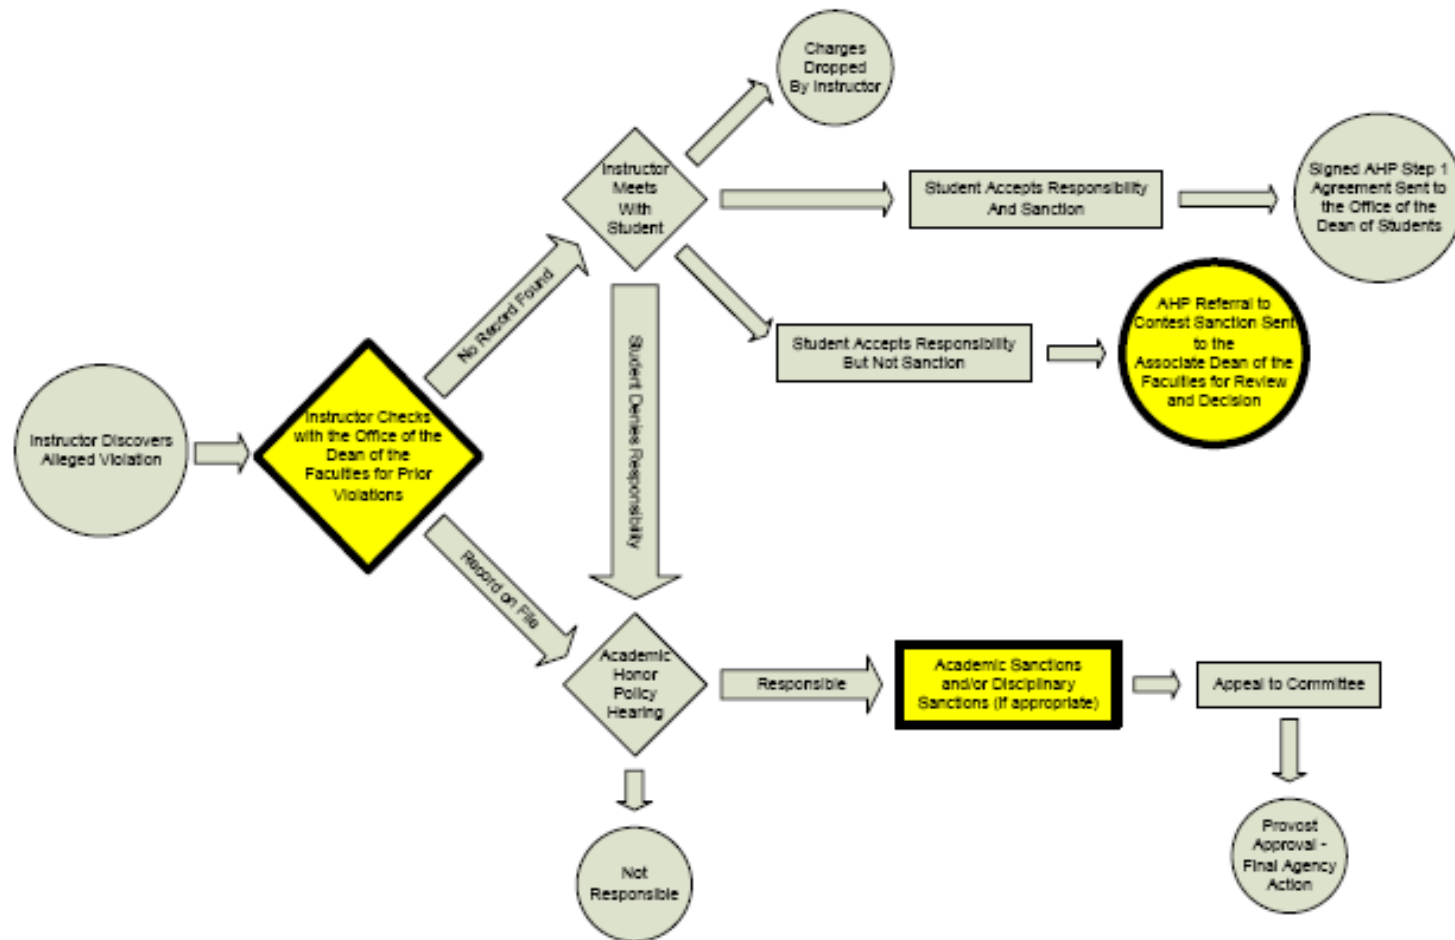 Charges
Dropped
By Instructor
Instructor
Meets
With
Student
Student Accepts Responsibility
And Sanction
Signed AHP Step 1
Agreement Sent to
the Office of the
Dean of Students
No Record Found
Student Accepts Responsibility
But Not Sanction
AHP Referral to
Contest Sanction Sent
to the
Associate Dean of the
Faculties for Review
and Decision
Student Denies Responsibility
Instructor Discovers
Alleged Violation
Instructor Checks
with the Office of the
Dean of the
Faculties for Prior
Violations
Record on File
Academic
Honor
Policy
Hearing
Responsible
Academic Sanctions
and/or Disciplinary
Sanctions (if appropriate)
Appeal to Committee
Not
Responsible
Provost
Approval -
Final Agency
Action